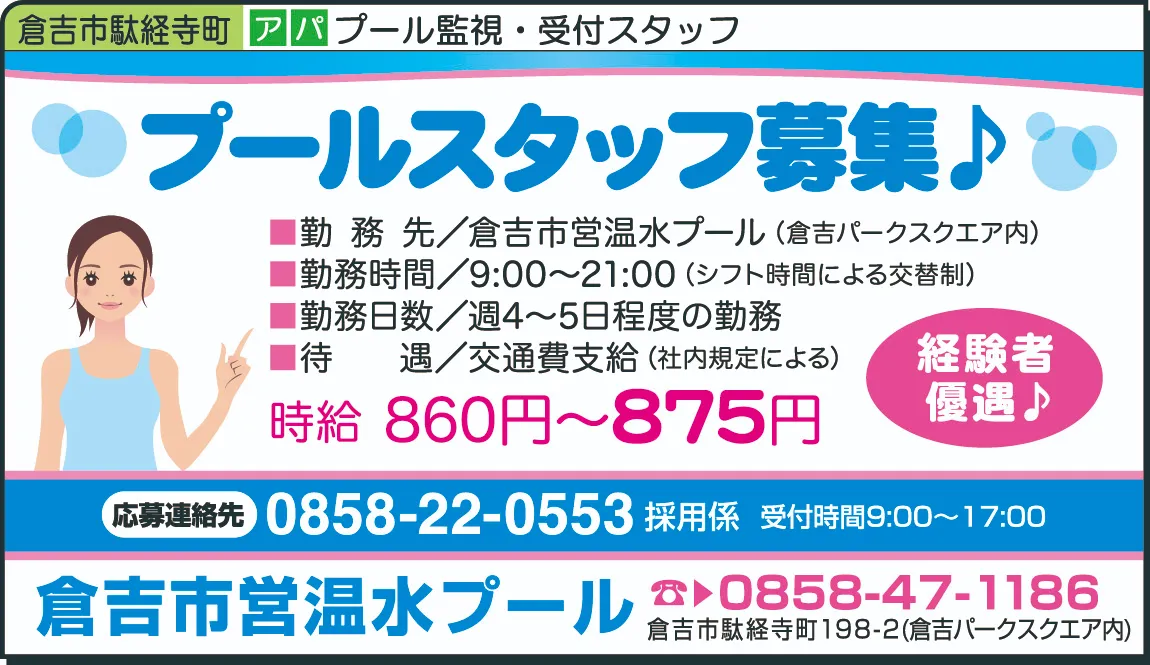 倉吉市駄経寺町 アパ プール監視・受付スタッフ
プールスタッフ募集♪
■勤務先／倉吉市営温水プール（倉吉パークスクエア内）
■勤務時間／9:00～21:00（シフト時間による交替制）
■勤務日数／週4～5日程度の勤務
■待遇／交通費支給（社内規定による）
時給 860円～875円
経験者
優遇♪
応募連絡先 0858-22-0553 採用係 受付時間9:00～17:00
倉吉市営温水プール
☎▶0858-47-1186
倉吉市駄経寺町198-2(倉吉パークスクエア内)